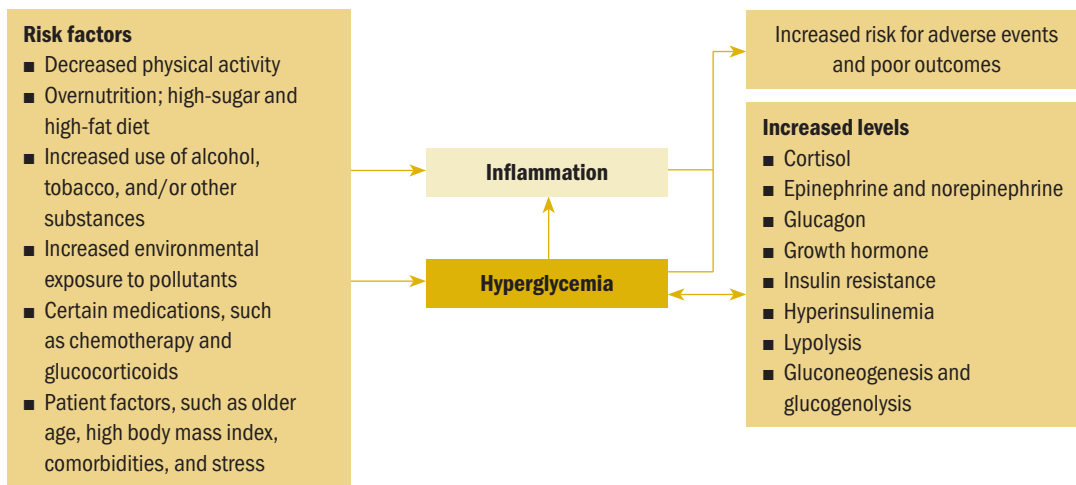 Risk factors
■ Decreased physical activity
■ Overnutrition; high-sugar and
high-fat diet
■ Increased use of alcohol,
tobacco, and/or other
substances
■ Increased environmental
exposure to pollutants
■ Certain medications, such
as chemotherapy and
glucocorticoids
■ Patient factors, such as older
age, high body mass index,
comorbidities, and stress
Inflammation
Hyperglycemia
Increased risk for adverse events
and poor outcomes
Increased levels
■ Cortisol
■ Epinephrine and norepinephrine
■ Glucagon
■ Growth hormone
■ Insulin resistance
■ Hyperinsulinemia
■ Lypolysis
■ Gluconeogenesis and
glucogenolysis